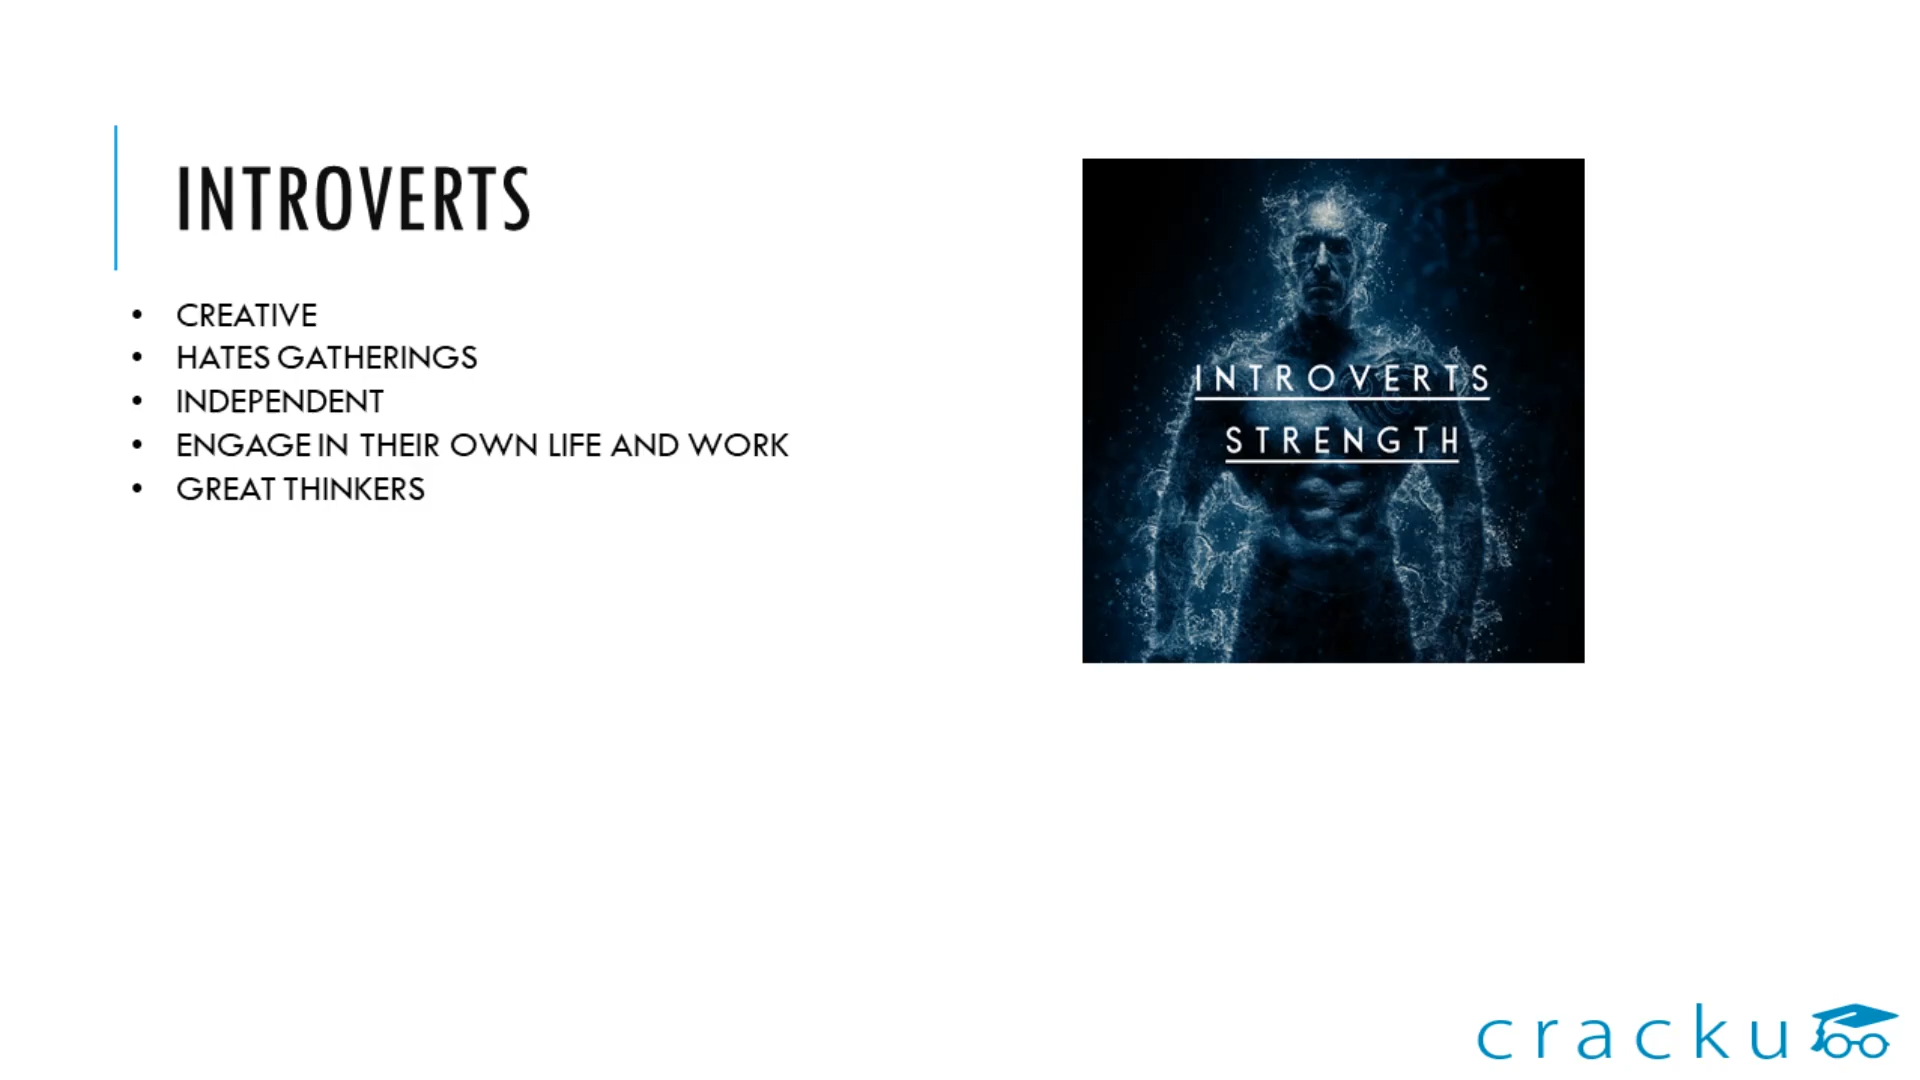 INTROVERTS
• CREATIVE
• HATES GATHERINGS
• INDEPENDENT
• ENGAGE IN THEIR OWN LIFE AND WORK
• GREAT THINKERS
INTROVERTS
STRENGTH
cracku